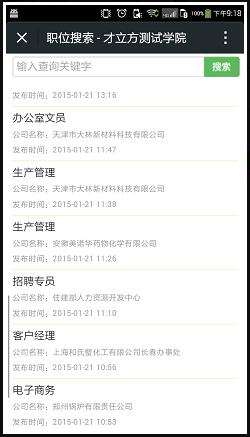 100% 下午9:18
职位搜索 - 才立方测试学院
输入查询关键字 搜索
发布时间：2015-01-21 13:16
办公室文员
公司名称：天津市大林新材料科技有限公司
发布时间：2015-01-21 11:47
生产管理
公司名称：天津市大林新材料科技有限公司
发布时间：2015-01-21 11:38
生产管理
公司名称：安徽美诺华药物化学有限公司
发布时间：2015-01-21 11:26
招聘专员
公司名称：住建部人力资源开发中心
发布时间：2015-01-21 11:10
客户经理
公司名称：上海和氏璧化工有限公司长春办事处
发布时间：2015-01-21 10:56
电子商务
公司名称：郑州锅炉有限责任公司
发布时间：2015-01-21 10:53